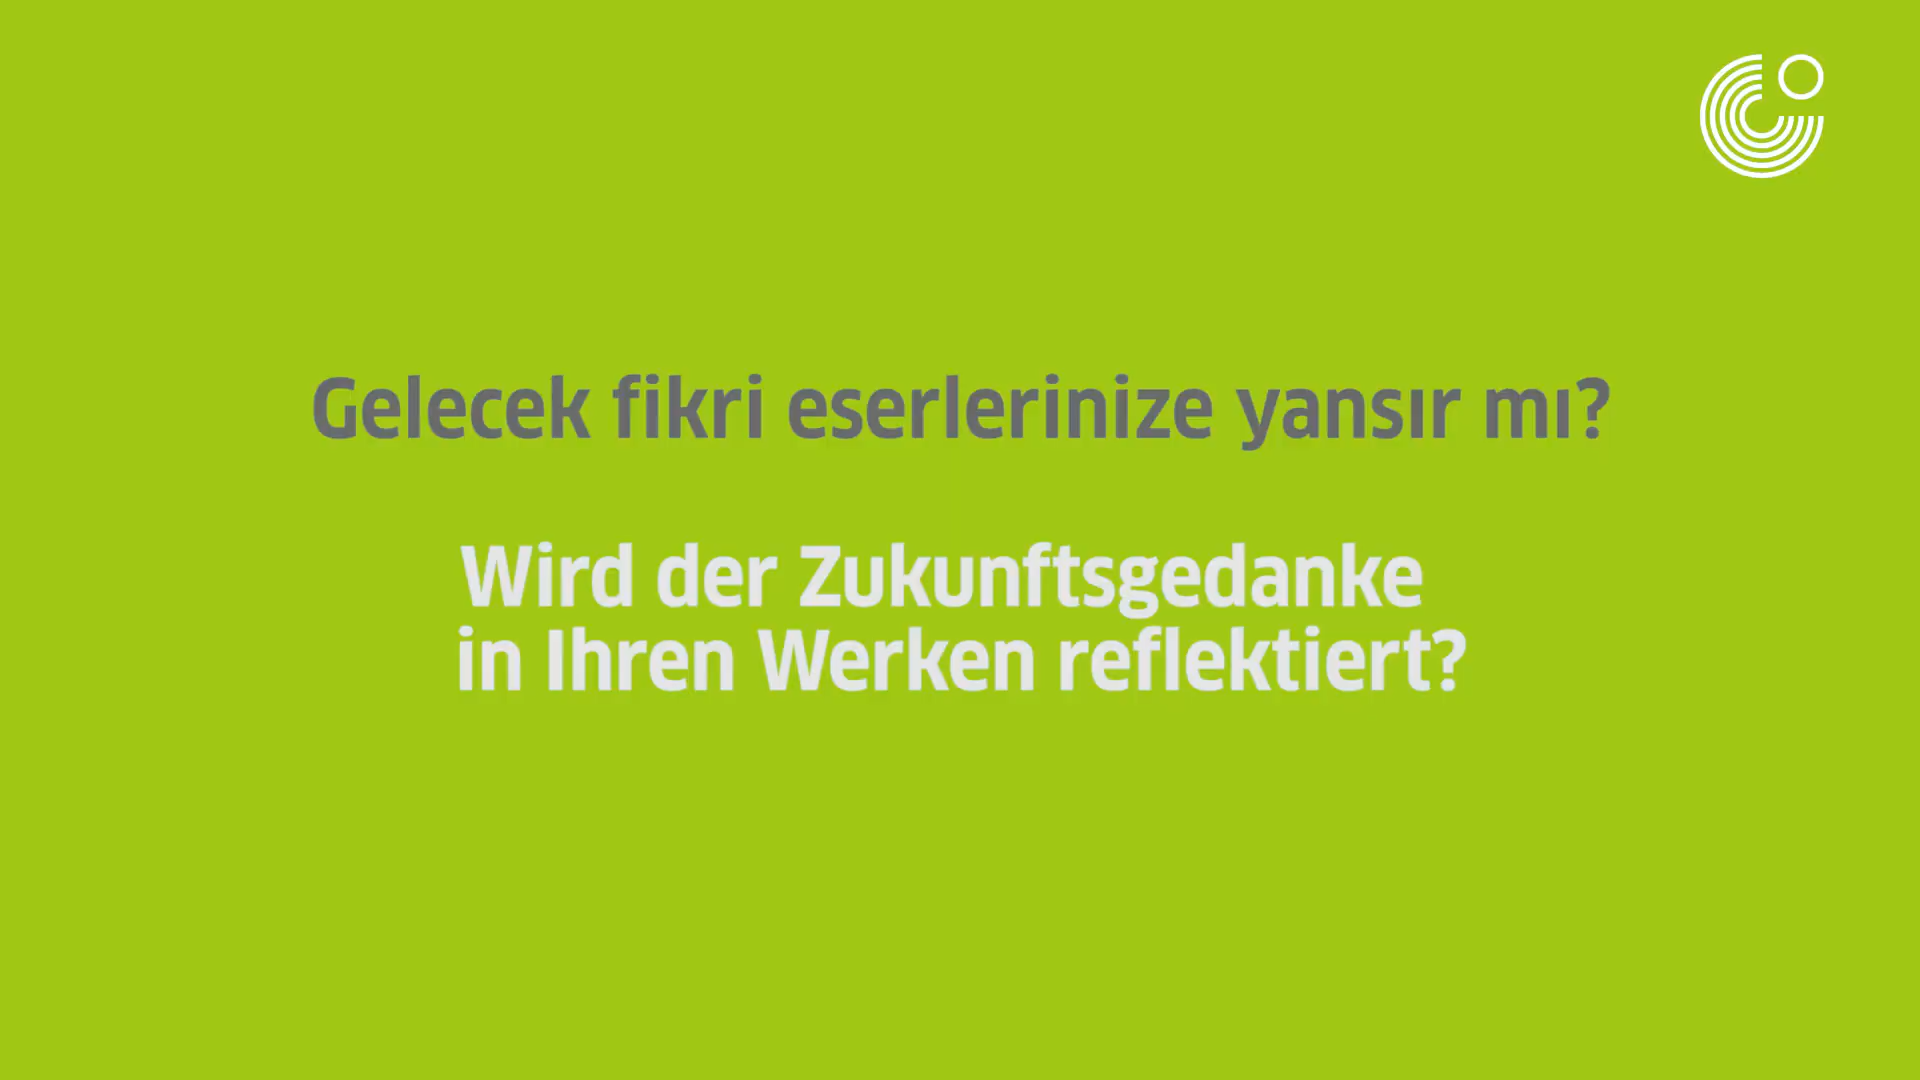 Gelecek fikri eserlerinize yansır mı?
Wird der Zukunftsgedanke
in Ihren Werken reflektiert?